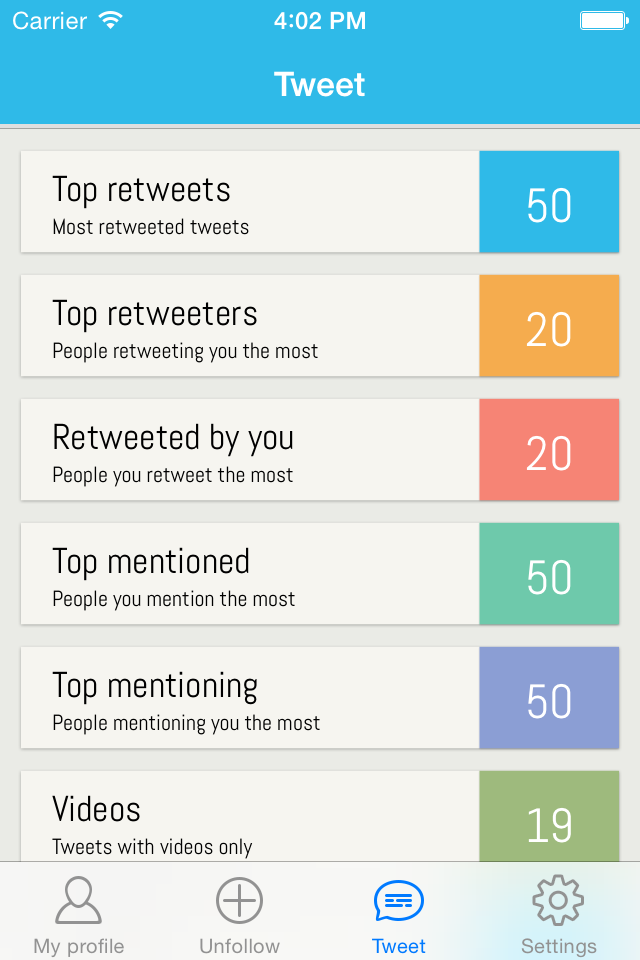 Carrier 4:02 PM
Tweet
Top retweets 50
Most retweeted tweets
Top retweeters 20
People retweeting you the most
Retweeted by you 20
People you retweet the most
Top mentioned 50
People you mention the most
Top mentioning 50
People mentioning you the most
Videos 19
Tweets with videos only
My profile Unfollow Tweet Settings